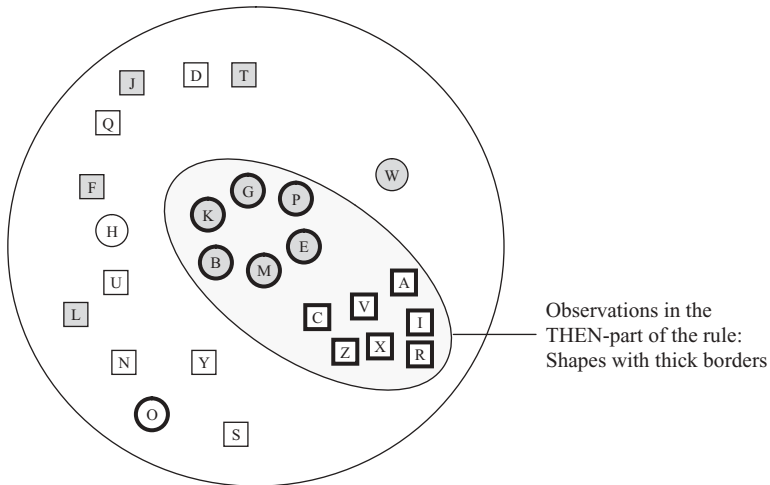 D
T
J
Q
W
F
G
P
K
H
E
B
M
U
A
V
L
C
I
Observations in the
THEN-part of the rule:
Shapes with thick borders
Z
X
R
N
Y
O
S